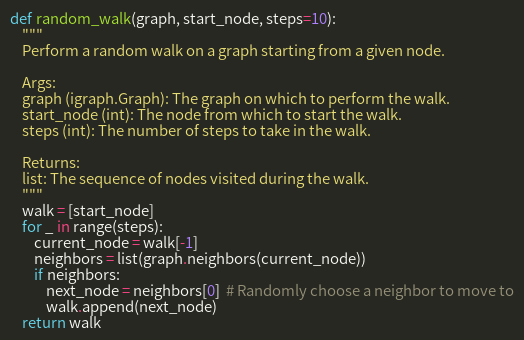 def random_walk(graph, start_node, steps=10):
    """
    Perform a random walk on a graph starting from a given node.

    Args:
    graph (igraph.Graph): The graph on which to perform the walk.
    start_node (int): The node from which to start the walk.
    steps (int): The number of steps to take in the walk.

    Returns:
    list: The sequence of nodes visited during the walk.
    """
    walk = [start_node]
    for _ in range(steps):
        current_node = walk[-1]
        neighbors = list(graph.neighbors(current_node))
        if neighbors:
            next_node = neighbors[0]  # Randomly choose a neighbor to move to
            walk.append(next_node)
    return walk